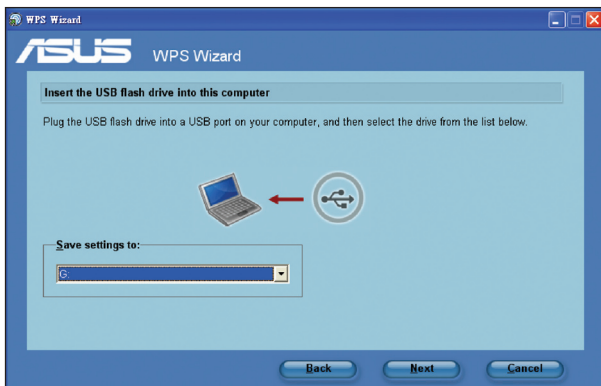 WPS Wizard
ASUS WPS Wizard
Insert the USB flash drive into this computer
Plug the USB flash drive into a USB port on your computer, and then select the drive from the list below.
Save settings to:
G:
Back Next Cancel